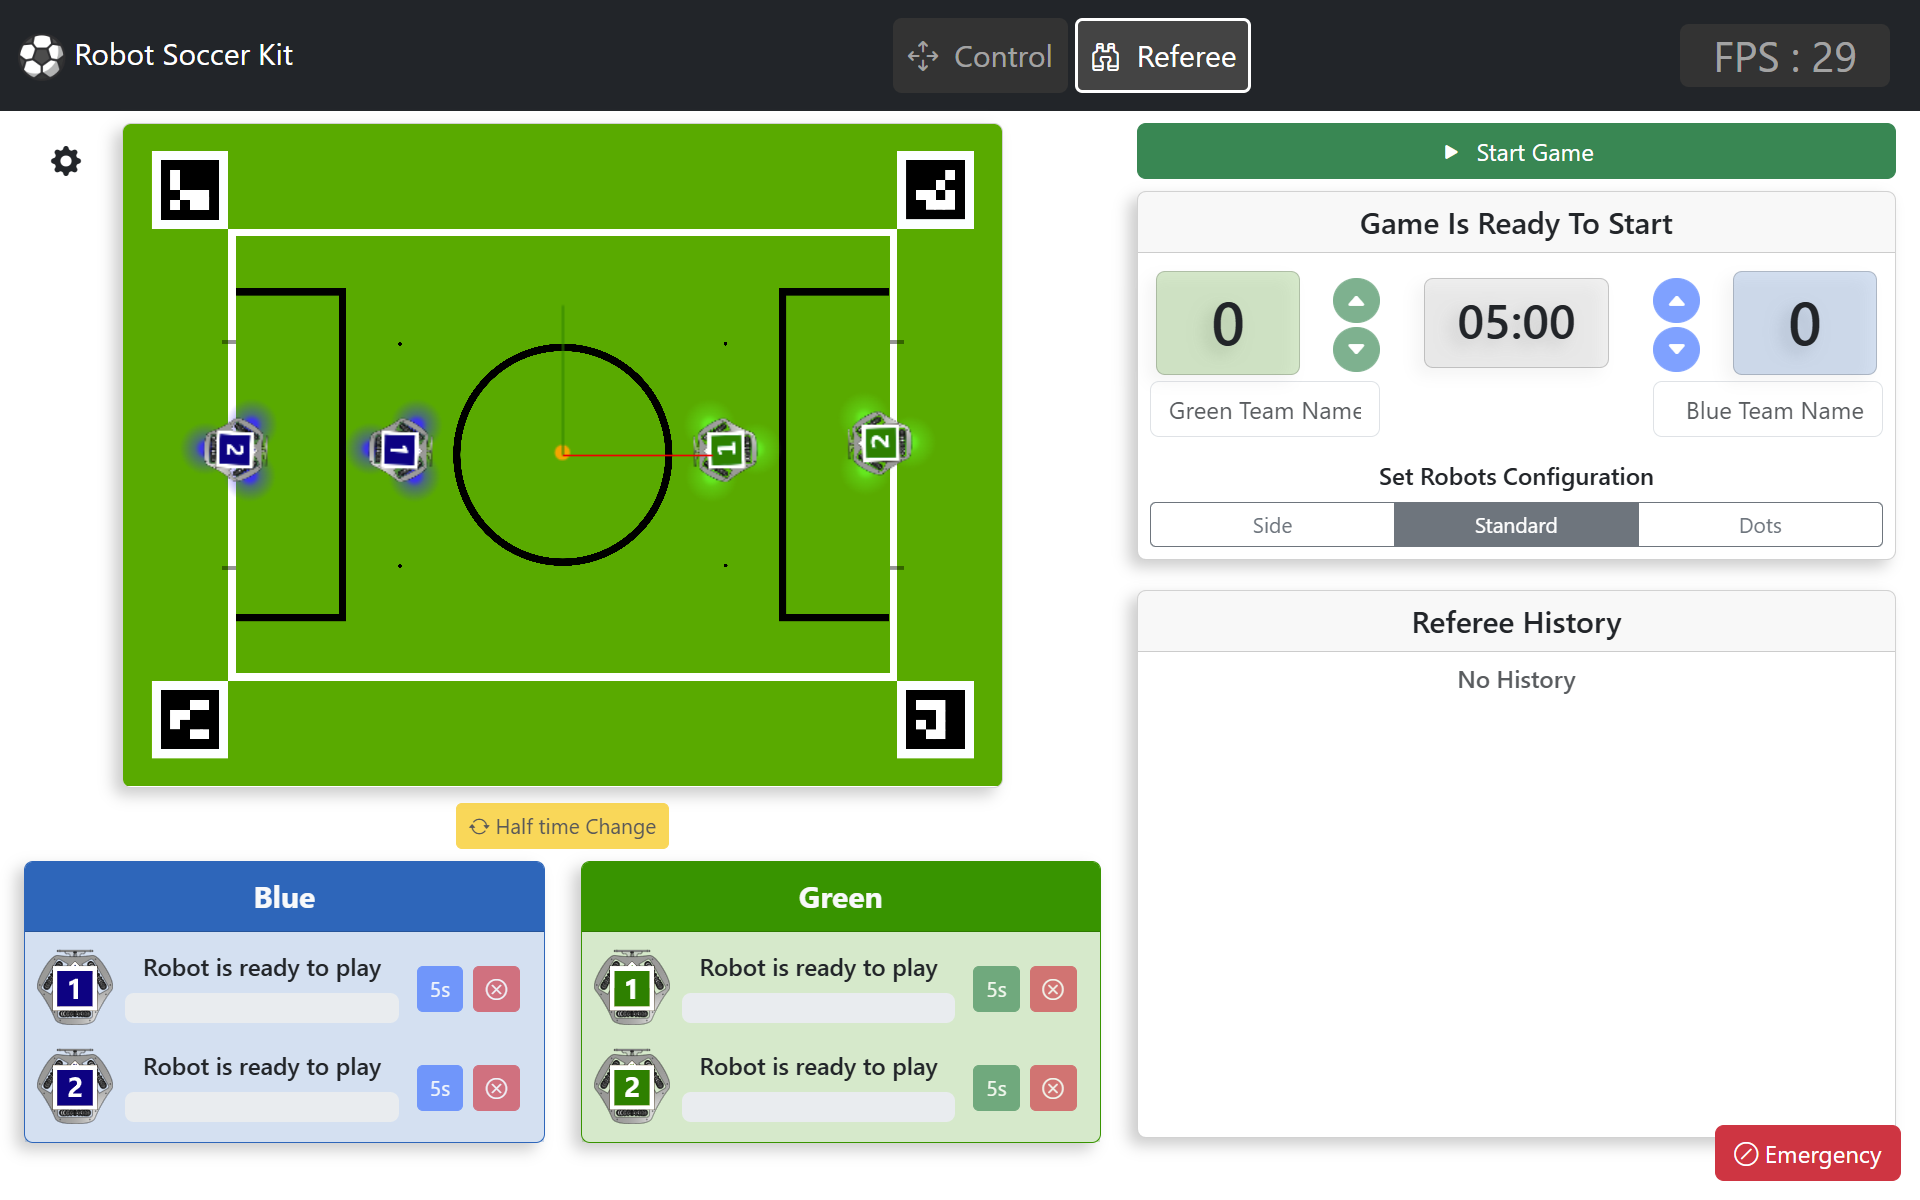 Robot Soccer Kit
Control
Referee
FPS : 29
Start Game
Game Is Ready To Start
0
05:00
0
Green Team Name
Blue Team Name
Set Robots Configuration
Side
Standard
Dots
2
1
1
2
Half time Change
Referee History
No History
Blue
1
Robot is ready to play
5s
2
Robot is ready to play
5s
Green
1
Robot is ready to play
5s
2
Robot is ready to play
5s
Emergency